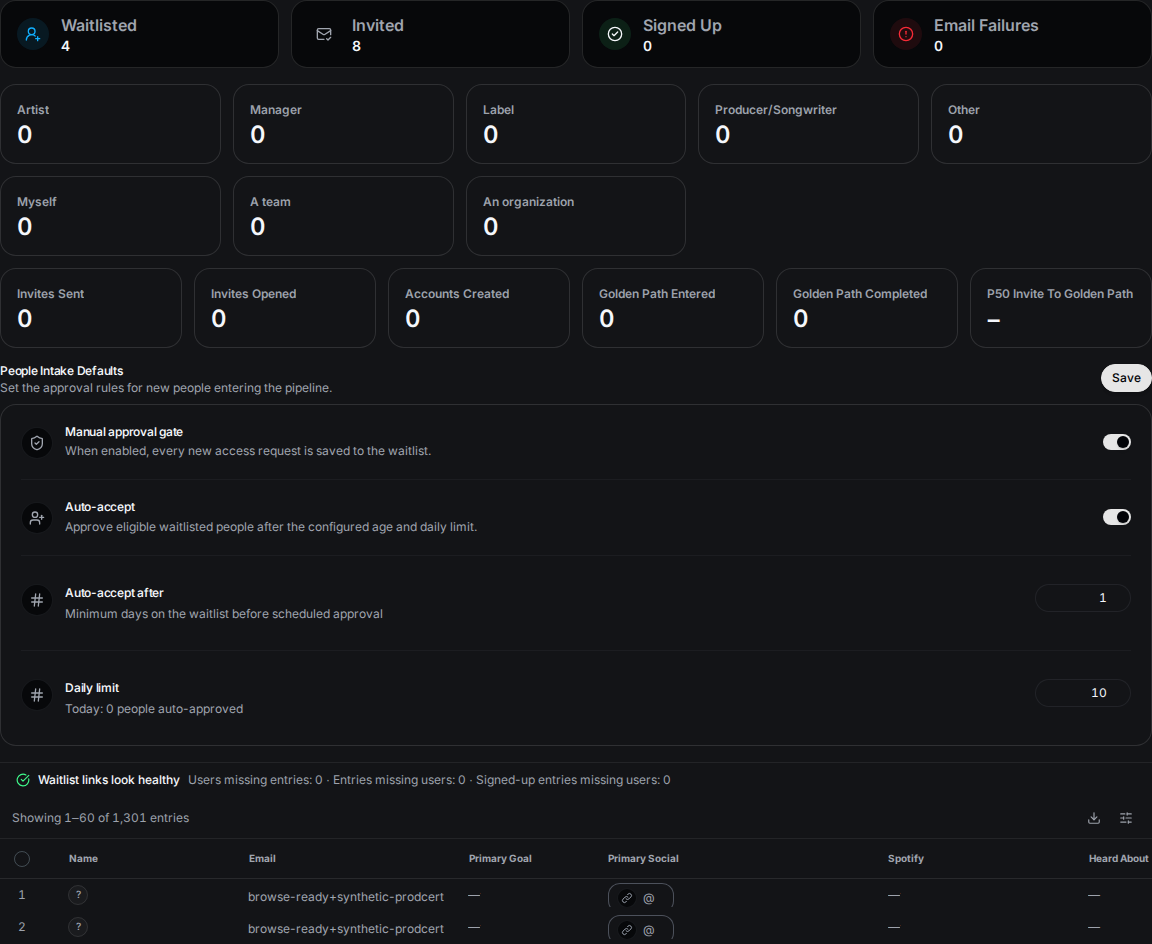 Waitlisted
4
Invited
8
Signed Up
0
Email Failures
0
Artist
0
Manager
0
Label
0
Producer/Songwriter
0
Other
0
Myself
0
A team
0
An organization
0
Invites Sent
0
Invites Opened
0
Accounts Created
0
Golden Path Entered
0
Golden Path Completed
0
P50 Invite To Golden Path
–
People Intake Defaults
Set the approval rules for new people entering the pipeline.
Save
Manual approval gate
When enabled, every new access request is saved to the waitlist.
Auto-accept
Approve eligible waitlisted people after the configured age and daily limit.
Auto-accept after
Minimum days on the waitlist before scheduled approval
1
Daily limit
Today: 0 people auto-approved
10
Waitlist links look healthy Users missing entries: 0 · Entries missing users: 0 · Signed-up entries missing users: 0
Showing 1–60 of 1,301 entries
Name Email Primary Goal Primary Social Spotify Heard About
1 ? browse-ready+synthetic-prodcert — @ — —
2 ? browse-ready+synthetic-prodcert — @ — —